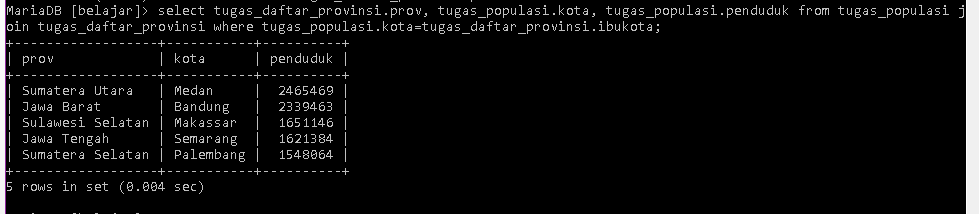 MariaDB [belajar]> select tugas_daftar_provinsi.prov, tugas_populasi.kota, tugas_populasi.penduduk from tugas_populasi j
oin tugas_daftar_provinsi where tugas_populasi.kota=tugas_daftar_provinsi.ibukota;
+------------------+-----------+----------+
| prov             | kota      | penduduk |
+------------------+-----------+----------+
| Sumatera Utara   | Medan     |  2465469 |
| Jawa Barat       | Bandung   |  2339463 |
| Sulawesi Selatan | Makassar  |  1651146 |
| Jawa Tengah      | Semarang  |  1621384 |
| Sumatera Selatan | Palembang |  1548064 |
+------------------+-----------+----------+
5 rows in set (0.004 sec)